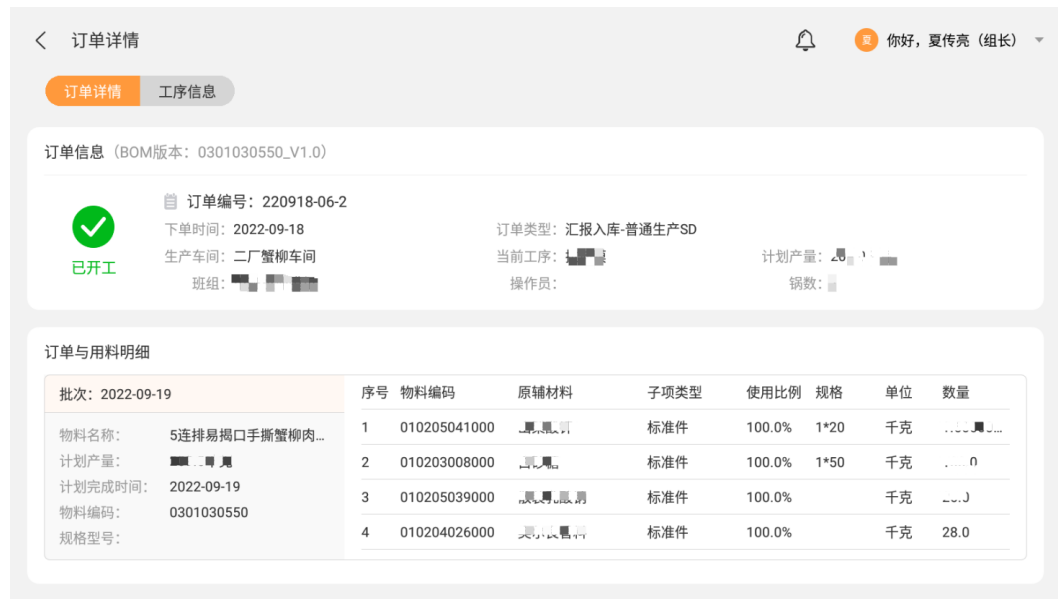 订单详情
夏 你好，夏传亮（组长）
订单详情 工序信息
订单信息（BOM版本：0301030550_V1.0）
订单编号：220918-06-2
下单时间：2022-09-18 订单类型：汇报入库-普通生产SD
生产车间：二厂蟹柳车间 当前工序： 计划产量：
班组： 操作员： 锅数：
已开工
订单与用料明细
批次：2022-09-19
物料名称： 5连排易揭口手撕蟹柳肉...
计划产量：
计划完成时间： 2022-09-19
物料编码： 0301030550
规格型号：
序号 物料编码 原辅材料 子项类型 使用比例 规格 单位 数量
1 010205041000 标准件 100.0% 1*20 千克
2 010203008000 标准件 100.0% 1*50 千克
3 010205039000 标准件 100.0% 千克
4 010204026000 标准件 100.0% 千克 28.0